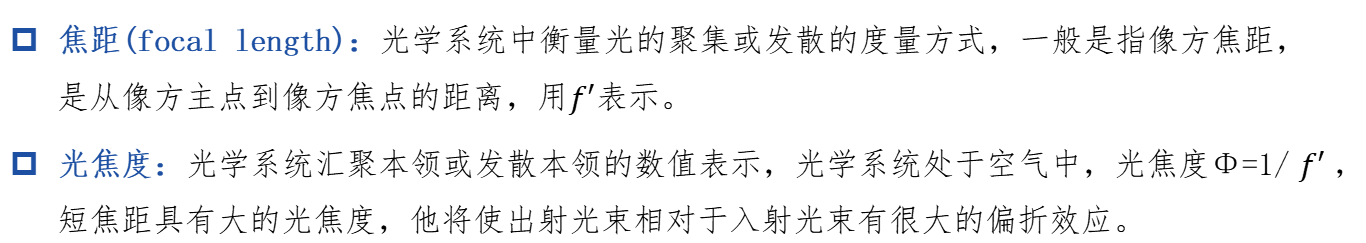 焦距(focal length)：光学系统中衡量光的聚集或发散的度量方式，一般是指像方焦距，
是从像方主点到像方焦点的距离，用f′表示。
光焦度：光学系统汇聚本领或发散本领的数值表示，光学系统处于空气中，光焦度Φ=1/ f′，
短焦距具有大的光焦度，他将使出射光束相对于入射光束有很大的偏折效应。